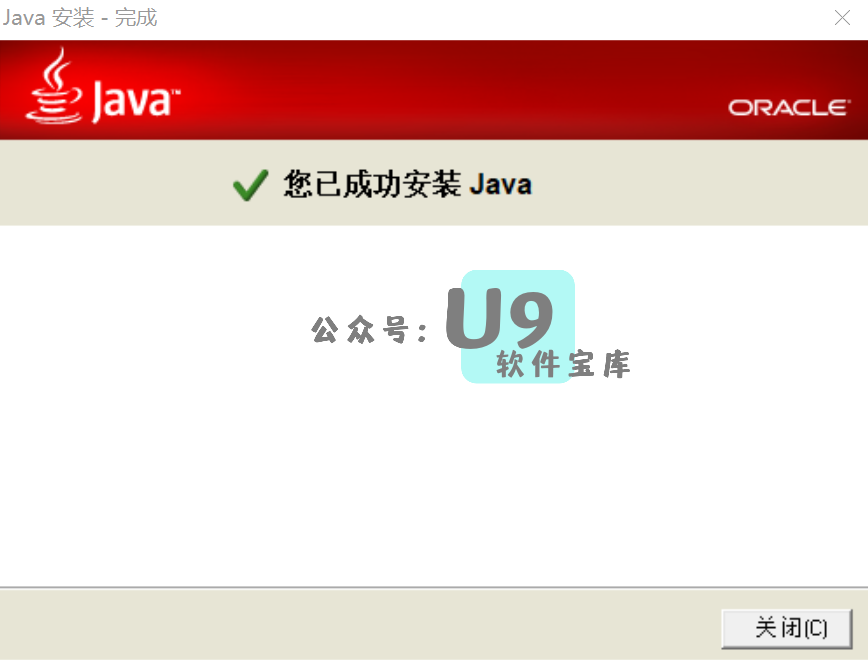 Java 安装 - 完成
Java™
ORACLE®
您已成功安装 Java
公众号：U9
软件宝库
关闭(C)